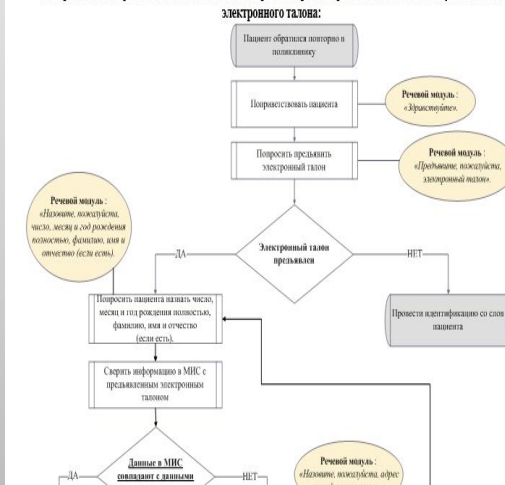 электронного талона:
Пациент обратился повторно в
поликлинику
Поприветствовать пациента
Речевой модуль :
«Здравствуйте».
Попросить предъявить
электронный талон
Речевой модуль :
«Предъявите, пожалуйста,
электронный талон».
Речевой модуль :
«Назовите, пожалуйста,
число, месяц и год рождения
полностью, фамилию, имя и
отчество (если есть).
Электронный талон
предъявлен
ДА
НЕТ
Попросить пациента назвать число,
месяц и год рождения полностью,
фамилию, имя и отчество
(если есть).
Провести идентификацию со слов
пациента
Сверить информацию в МИС с
предъявленным электронным
талоном
Данные в МИС
совпадают с данными
ДА
НЕТ
Речевой модуль :
«Назовите, пожалуйста, адрес